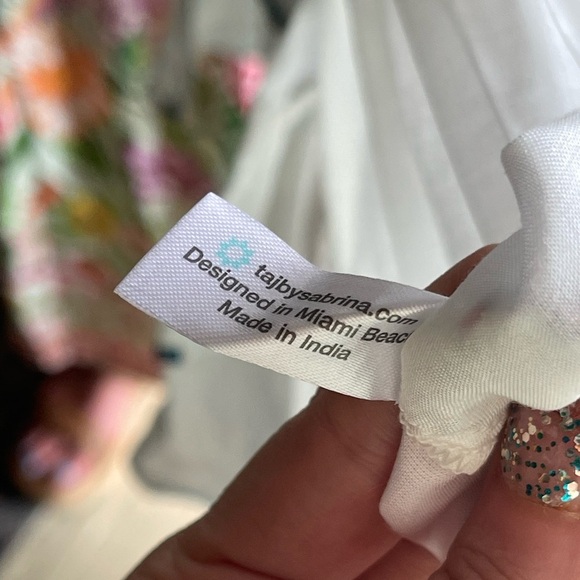 tajbysabrina.Com
Designed in Miami Beac
Made in India